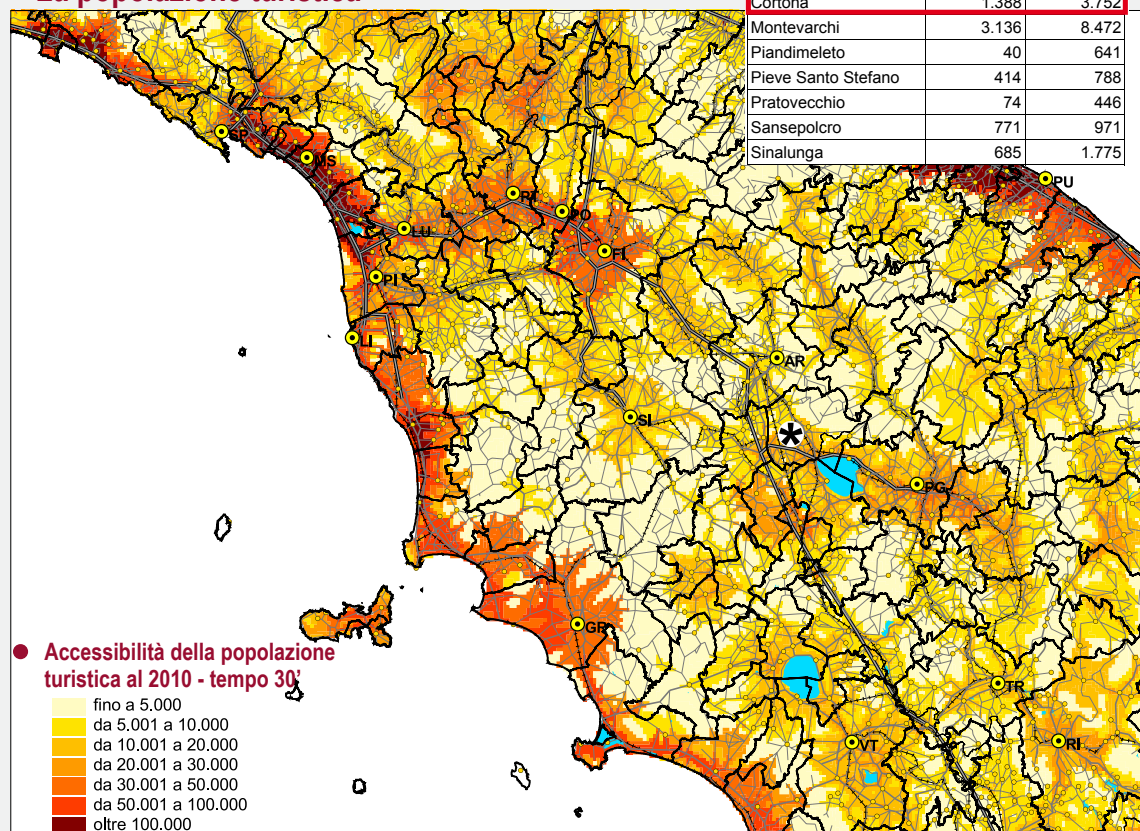 La popolazione turistica
Cortona 1.388 3.752
Montevarchi 3.136 8.472
Piandimeleto 40 641
Pieve Santo Stefano 414 788
Pratovecchio 74 446
Sansepolcro 771 971
Sinalunga 685 1.775
SP
MS
PU
PO
LU
FI
PI
LI
AR
SI
*
PG
GR
TR
VT
RI
Accessibilità della popolazione
turistica al 2010 - tempo 30'
fino a 5.000
da 5.001 a 10.000
da 10.001 a 20.000
da 20.001 a 30.000
da 30.001 a 50.000
da 50.001 a 100.000
oltre 100.000